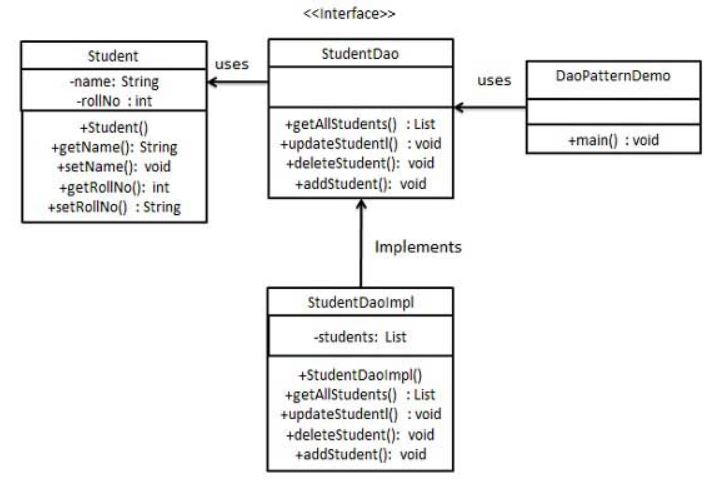 <<Interface>>
Student
-name: String
-rollNo : int
+Student()
+getName(): String
+setName(): void
+getRollNo(): int
+setRollNo() : String
uses
StudentDao
+getAllStudents() : List
+updateStudentl() : void
+deleteStudent(): void
+addStudent(): void
uses
DaoPatternDemo
+main() : void
Implements
StudentDaoImpl
-students: List
+StudentDaoImpl()
+getAllStudents() : List
+updateStudentl() : void
+deleteStudent(): void
+addStudent(): void